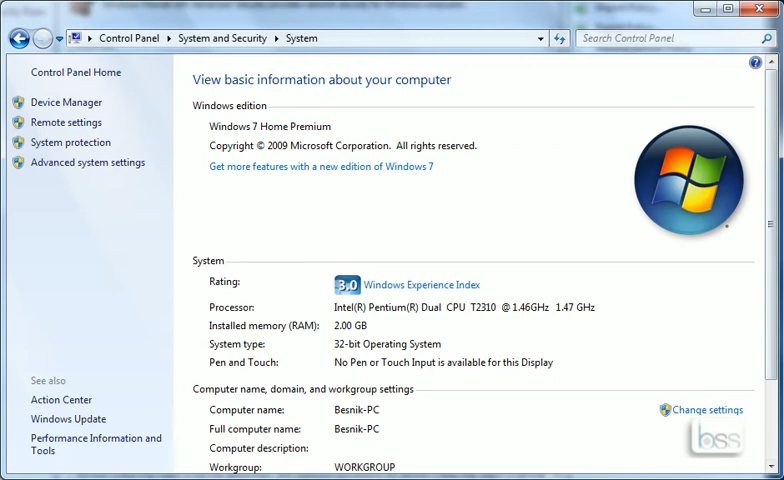 Control Panel ▸ System and Security ▸ System
Search Control Panel
Control Panel Home
Device Manager
Remote settings
System protection
Advanced system settings
See also
Action Center
Windows Update
Performance Information and
Tools
View basic information about your computer
Windows edition
Windows 7 Home Premium
Copyright © 2009 Microsoft Corporation. All rights reserved.
Get more features with a new edition of Windows 7
System
Rating: 3.0 Windows Experience Index
Processor: Intel(R) Pentium(R) Dual CPU T2310 @ 1.46GHz 1.47 GHz
Installed memory (RAM): 2.00 GB
System type: 32-bit Operating System
Pen and Touch: No Pen or Touch Input is available for this Display
Computer name, domain, and workgroup settings
Computer name: Besnik-PC
Change settings
Full computer name: Besnik-PC
bss
Computer description:
Workgroup: WORKGROUP